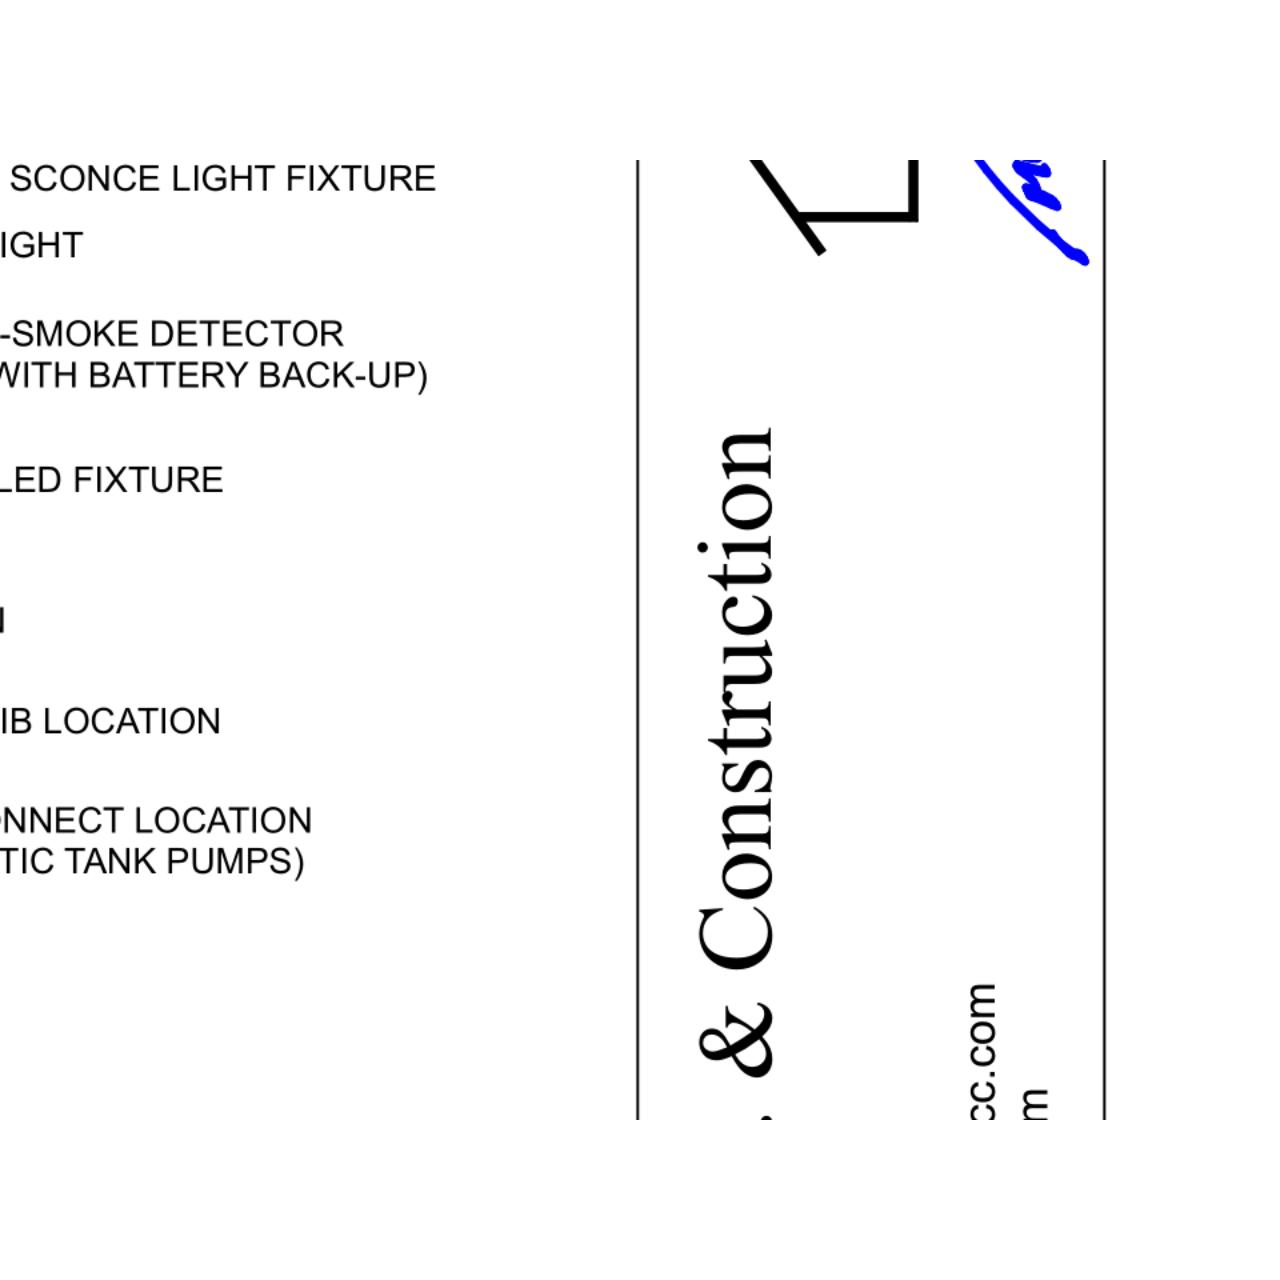 SCONCE LIGHT FIXTURE
IGHT
-SMOKE DETECTOR
WITH BATTERY BACK-UP)
LED FIXTURE
N
IB LOCATION
ONNECT LOCATION
TIC TANK PUMPS)
. & Construction
cc.com
m